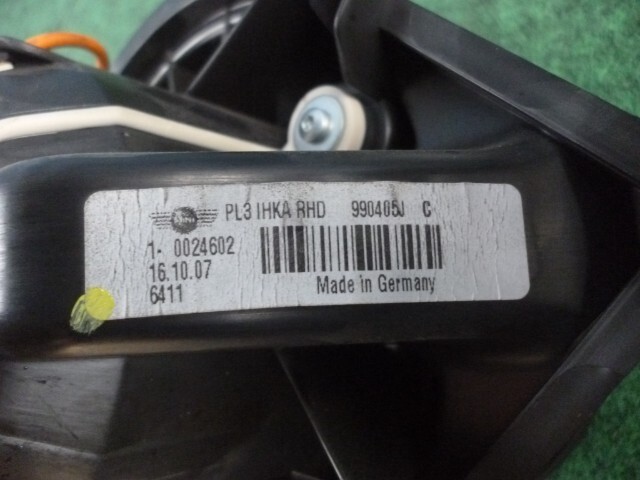 PL3 IHKA RHD 990405J C
1- 0024602
16.10.07
6411
Made in Germany